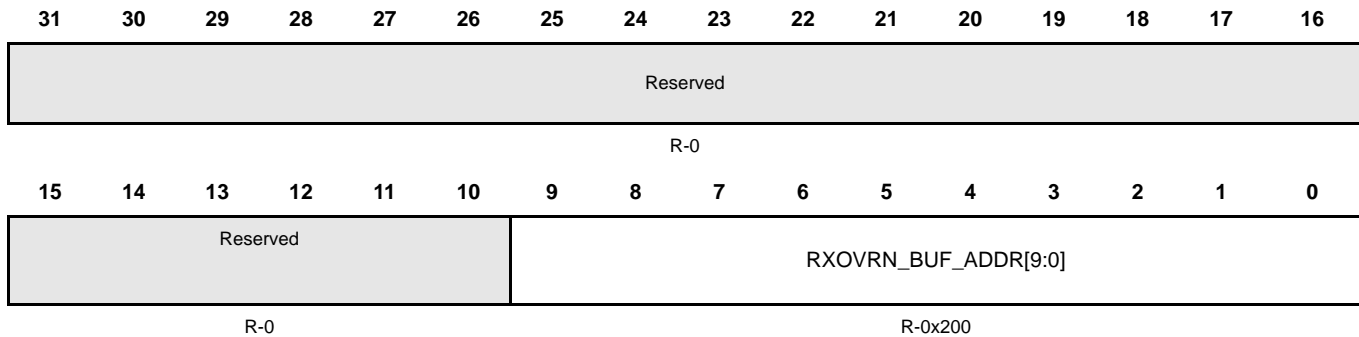 31 30 29 28 27 26 25 24 23 22 21 20 19 18 17 16
Reserved
R-0
15 14 13 12 11 10 9 8 7 6 5 4 3 2 1 0
Reserved RXOVRN_BUF_ADDR[9:0]
R-0 R-0x200